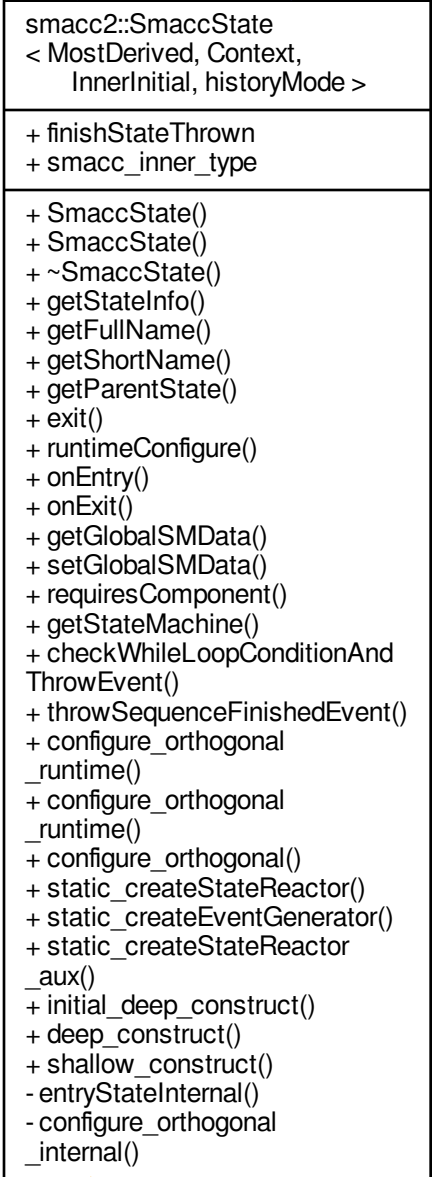 smacc2::SmaccState
< MostDerived, Context,
InnerInitial, historyMode >
+ finishStateThrown
+ smacc_inner_type
+ SmaccState()
+ SmaccState()
+ ~SmaccState()
+ getStateInfo()
+ getFullName()
+ getShortName()
+ getParentState()
+ exit()
+ runtimeConfigure()
+ onEntry()
+ onExit()
+ getGlobalSMData()
+ setGlobalSMData()
+ requiresComponent()
+ getStateMachine()
+ checkWhileLoopConditionAnd
ThrowEvent()
+ throwSequenceFinishedEvent()
+ configure_orthogonal
_runtime()
+ configure_orthogonal
_runtime()
+ configure_orthogonal()
+ static_createStateReactor()
+ static_createEventGenerator()
+ static_createStateReactor
_aux()
+ initial_deep_construct()
+ deep_construct()
+ shallow_construct()
- entryStateInternal()
- configure_orthogonal
_internal()